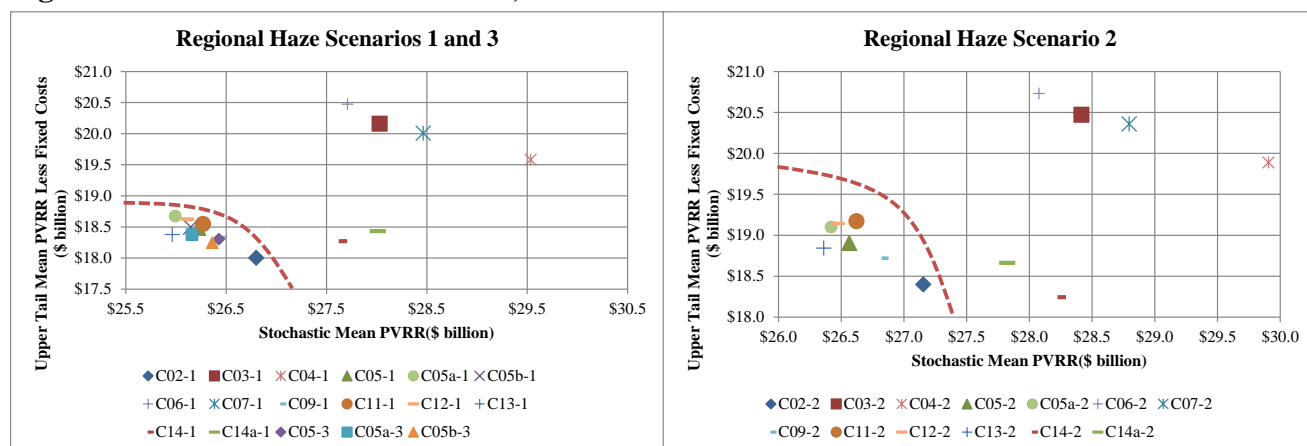 Regional Haze Scenarios 1 and 3
Upper Tail Mean PVRR Less Fixed Costs
($ billion)
$21.0
$20.5
$20.0
$19.5
$19.0
$18.5
$18.0
$17.5
$25.5 $26.5 $27.5 $28.5 $29.5 $30.5
Stochastic Mean PVRR($ billion)
C02-1 C03-1 C04-1 C05-1 C05a-1 C05b-1
C06-1 C07-1 C09-1 C11-1 C12-1 C13-1
C14-1 C14a-1 C05-3 C05a-3 C05b-3
Regional Haze Scenario 2
Upper Tail Mean PVRR Less Fixed Costs
($ billion)
$21.0
$20.5
$20.0
$19.5
$19.0
$18.5
$18.0
$26.0 $26.5 $27.0 $27.5 $28.0 $28.5 $29.0 $29.5 $30.0
Stochastic Mean PVRR($ billion)
C02-2 C03-2 C04-2 C05-2 C05a-2 C06-2 C07-2
C09-2 C11-2 C12-2 C13-2 C14-2 C14a-2